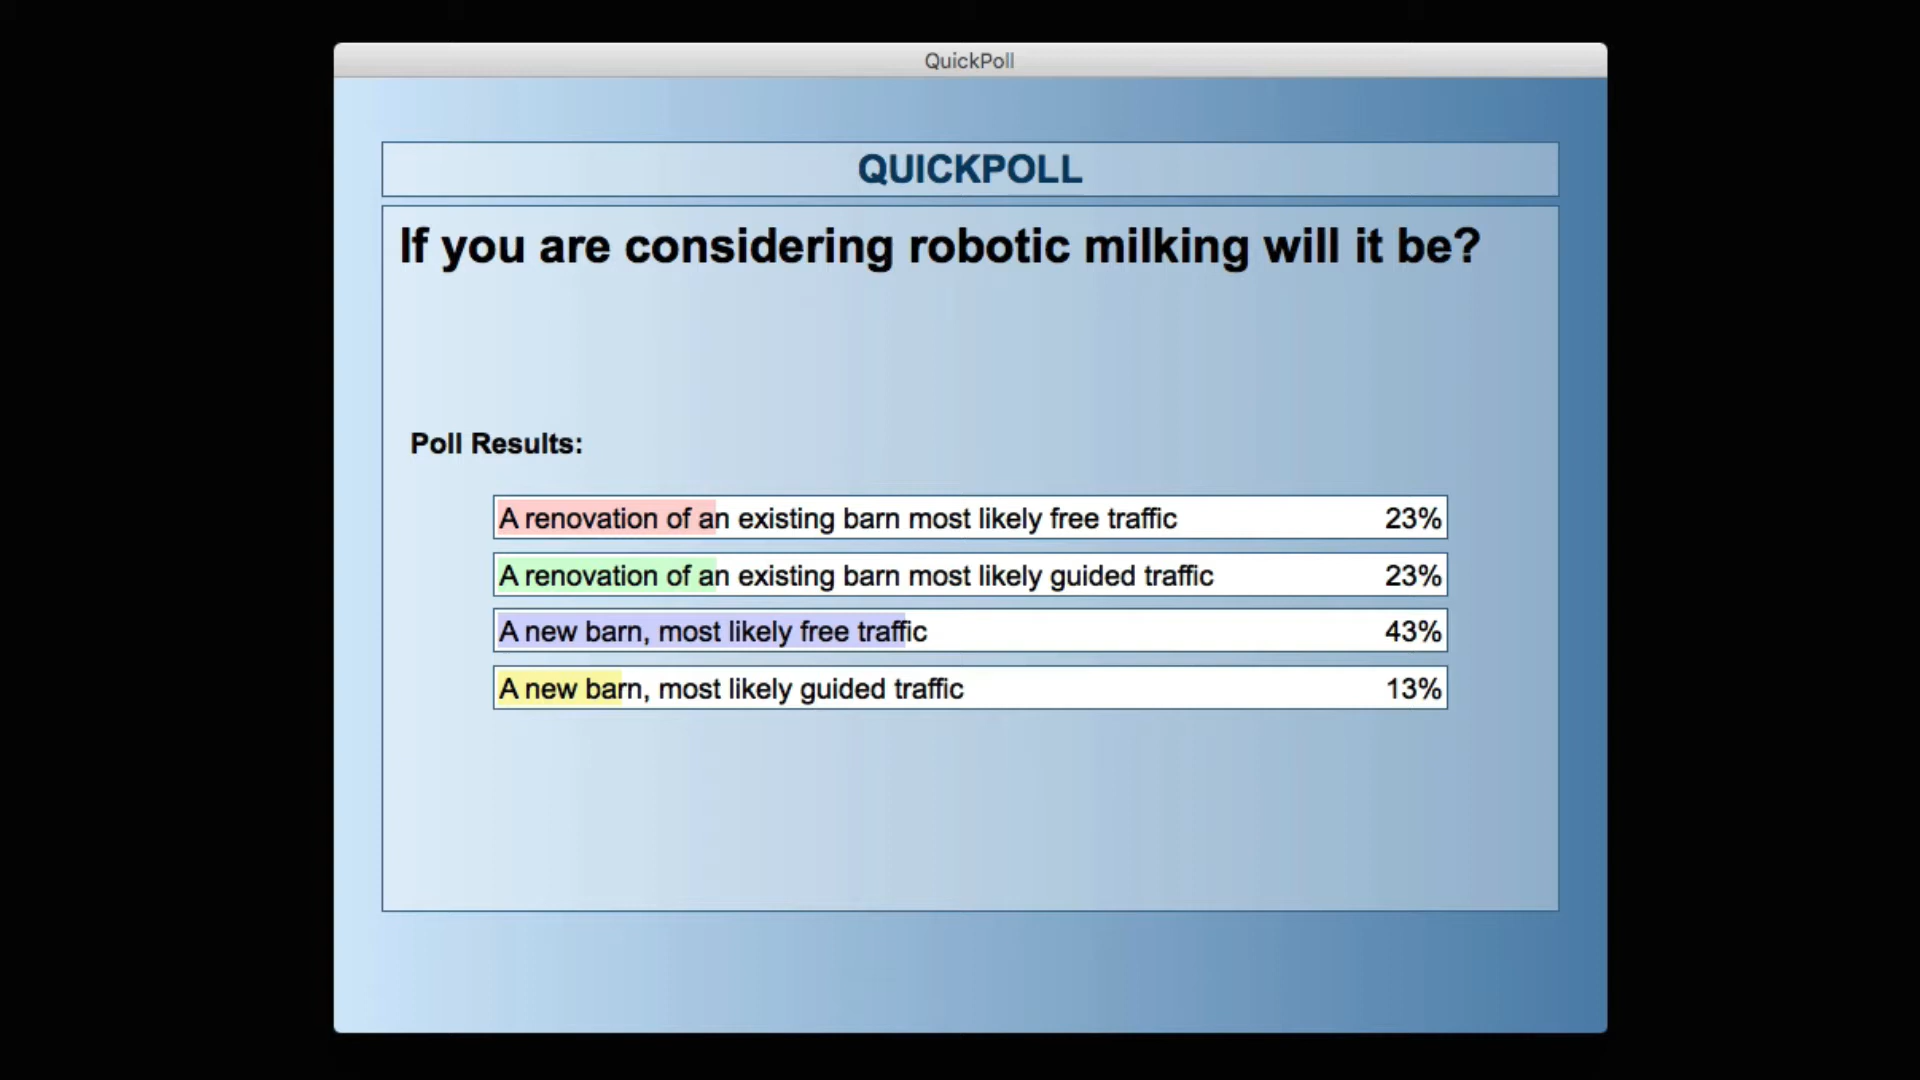 QuickPoll
QUICKPOLL
If you are considering robotic milking will it be?
Poll Results:
A renovation of an existing barn most likely free traffic 23%
A renovation of an existing barn most likely guided traffic 23%
A new barn, most likely free traffic 43%
A new barn, most likely guided traffic 13%